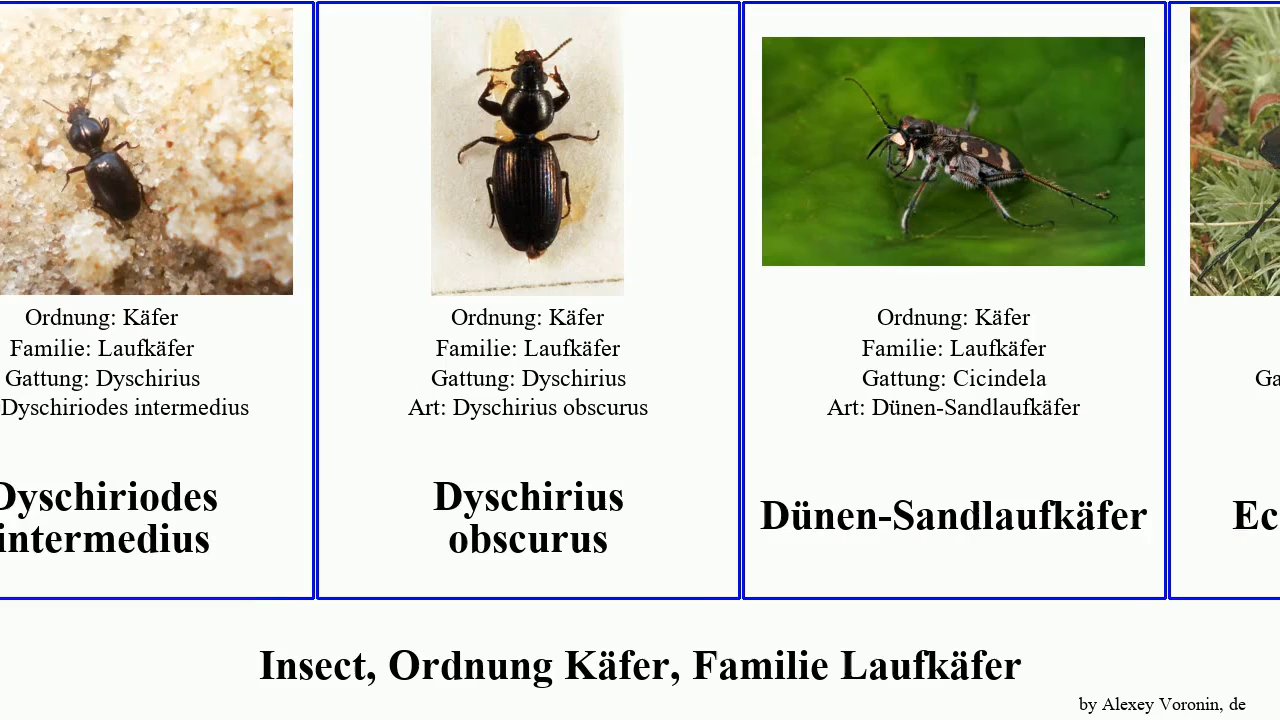 Ordnung: Käfer
Familie: Laufkäfer
Gattung: Dyschirius
Dyschiriodes intermedius
Dyschiriodes
intermedius
Ordnung: Käfer
Familie: Laufkäfer
Gattung: Dyschirius
Art: Dyschirius obscurus
Dyschirius
obscurus
Ordnung: Käfer
Familie: Laufkäfer
Gattung: Cicindela
Art: Dünen-Sandlaufkäfer
Dünen-Sandlaufkäfer
Ga
Ec
Insect, Ordnung Käfer, Familie Laufkäfer
by Alexey Voronin, de